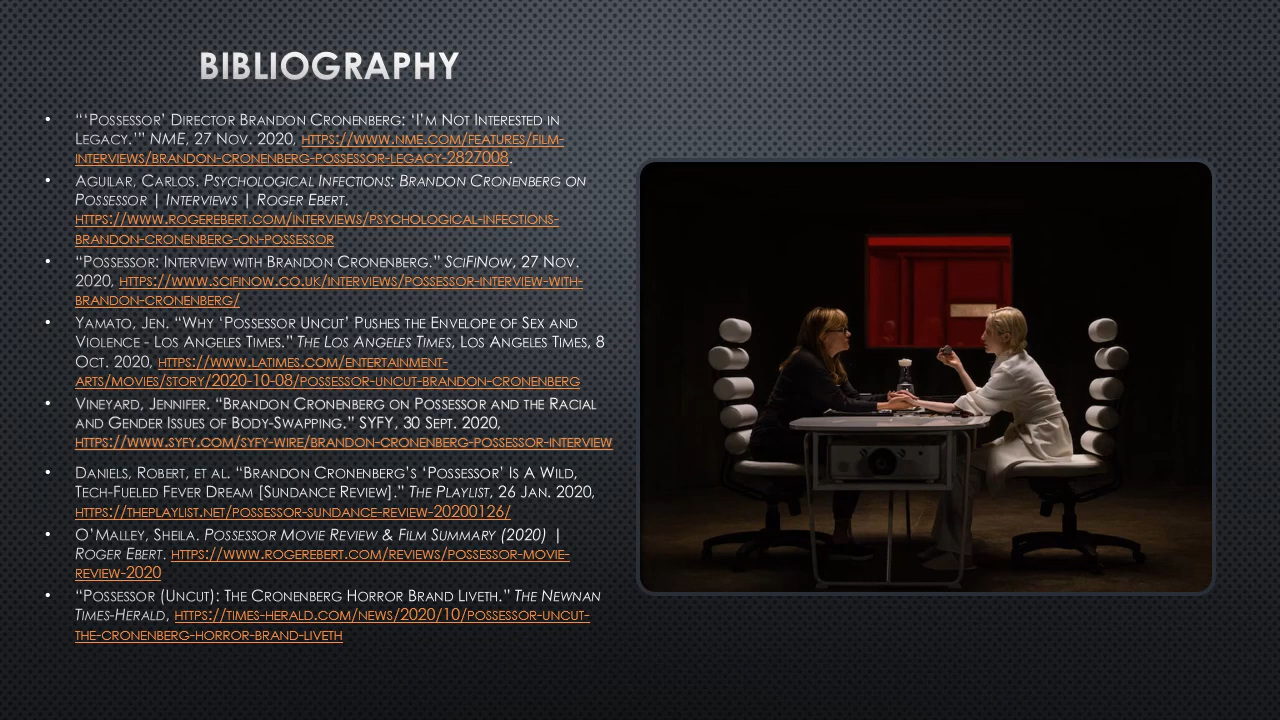 BIBLIOGRAPHY
• “‘Possessor’ Director Brandon Cronenberg: ‘I’m Not Interested in
Legacy.’” NME, 27 Nov. 2020, https://www.nme.com/features/film-
interviews/brandon-cronenberg-possessor-legacy-2827008.
• Aguilar, Carlos. Psychological Infections: Brandon Cronenberg on
Possessor | Interviews | Roger Ebert.
https://www.rogerebert.com/interviews/psychological-infections-
brandon-cronenberg-on-possessor
• “Possessor: Interview with Brandon Cronenberg.” SciFiNow, 27 Nov.
2020, https://www.scifinow.co.uk/interviews/possessor-interview-with-
brandon-cronenberg/
• Yamato, Jen. “Why ‘Possessor Uncut’ Pushes the Envelope of Sex and
Violence - Los Angeles Times.” The Los Angeles Times, Los Angeles Times, 8
Oct. 2020, https://www.latimes.com/entertainment-
arts/movies/story/2020-10-08/possessor-uncut-brandon-cronenberg
• Vineyard, Jennifer. “Brandon Cronenberg on Possessor and the Racial
and Gender Issues of Body-Swapping.” SYFY, 30 Sept. 2020,
https://www.syfy.com/syfy-wire/brandon-cronenberg-possessor-interview
• Daniels, Robert, et al. “Brandon Cronenberg’s ‘Possessor’ Is A Wild,
Tech-Fueled Fever Dream [Sundance Review].” The Playlist, 26 Jan. 2020,
https://theplaylist.net/possessor-sundance-review-20200126/
• O’Malley, Sheila. Possessor Movie Review & Film Summary (2020) |
Roger Ebert. https://www.rogerebert.com/reviews/possessor-movie-
review-2020
• “Possessor (Uncut): The Cronenberg Horror Brand Liveth.” The Newnan
Times-Herald, https://times-herald.com/news/2020/10/possessor-uncut-
the-cronenberg-horror-brand-liveth